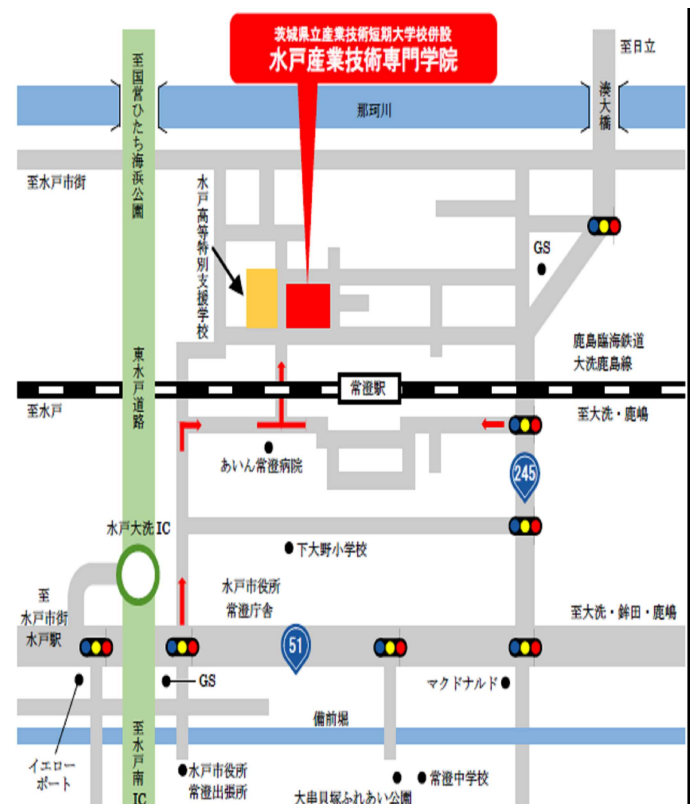 茨城県立産業技術短期大学校併設
水戸産業技術専門学院
至日立
至国営ひたち海浜公園
那珂川
湊大橋
至水戸市街
水戸高等特別支援学校
GS
鹿島臨海鉄道
大洗鹿島線
東水戸道路
常澄駅
至水戸
至大洗・鹿嶋
あいん常澄病院
245
水戸大洗IC
下大野小学校
至
水戸市街
水戸駅
水戸市役所
常澄庁舎
至大洗・鉾田・鹿嶋
51
GS
マクドナルド
備前堀
至水戸南IC
イエロー
ポート
水戸市役所
常澄出張所
常澄中学校
大串貝塚ふれあい公園